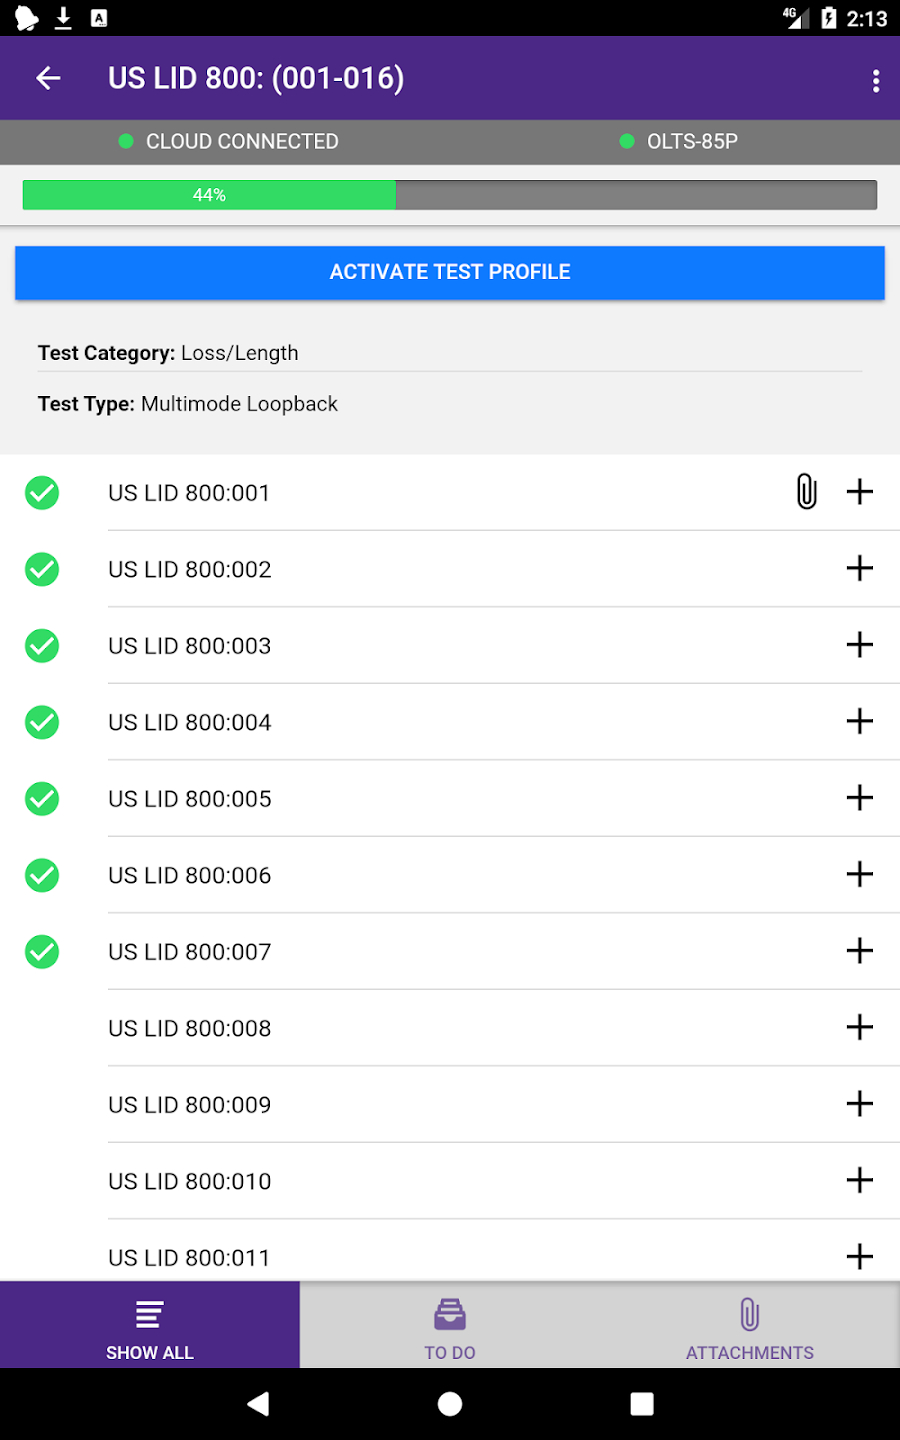 4G 2:13
US LID 800: (001-016)
CLOUD CONNECTED OLTS-85P
44%
ACTIVATE TEST PROFILE
Test Category: Loss/Length
Test Type: Multimode Loopback
US LID 800:001
US LID 800:002
US LID 800:003
US LID 800:004
US LID 800:005
US LID 800:006
US LID 800:007
US LID 800:008
US LID 800:009
US LID 800:010
US LID 800:011
SHOW ALL TO DO ATTACHMENTS